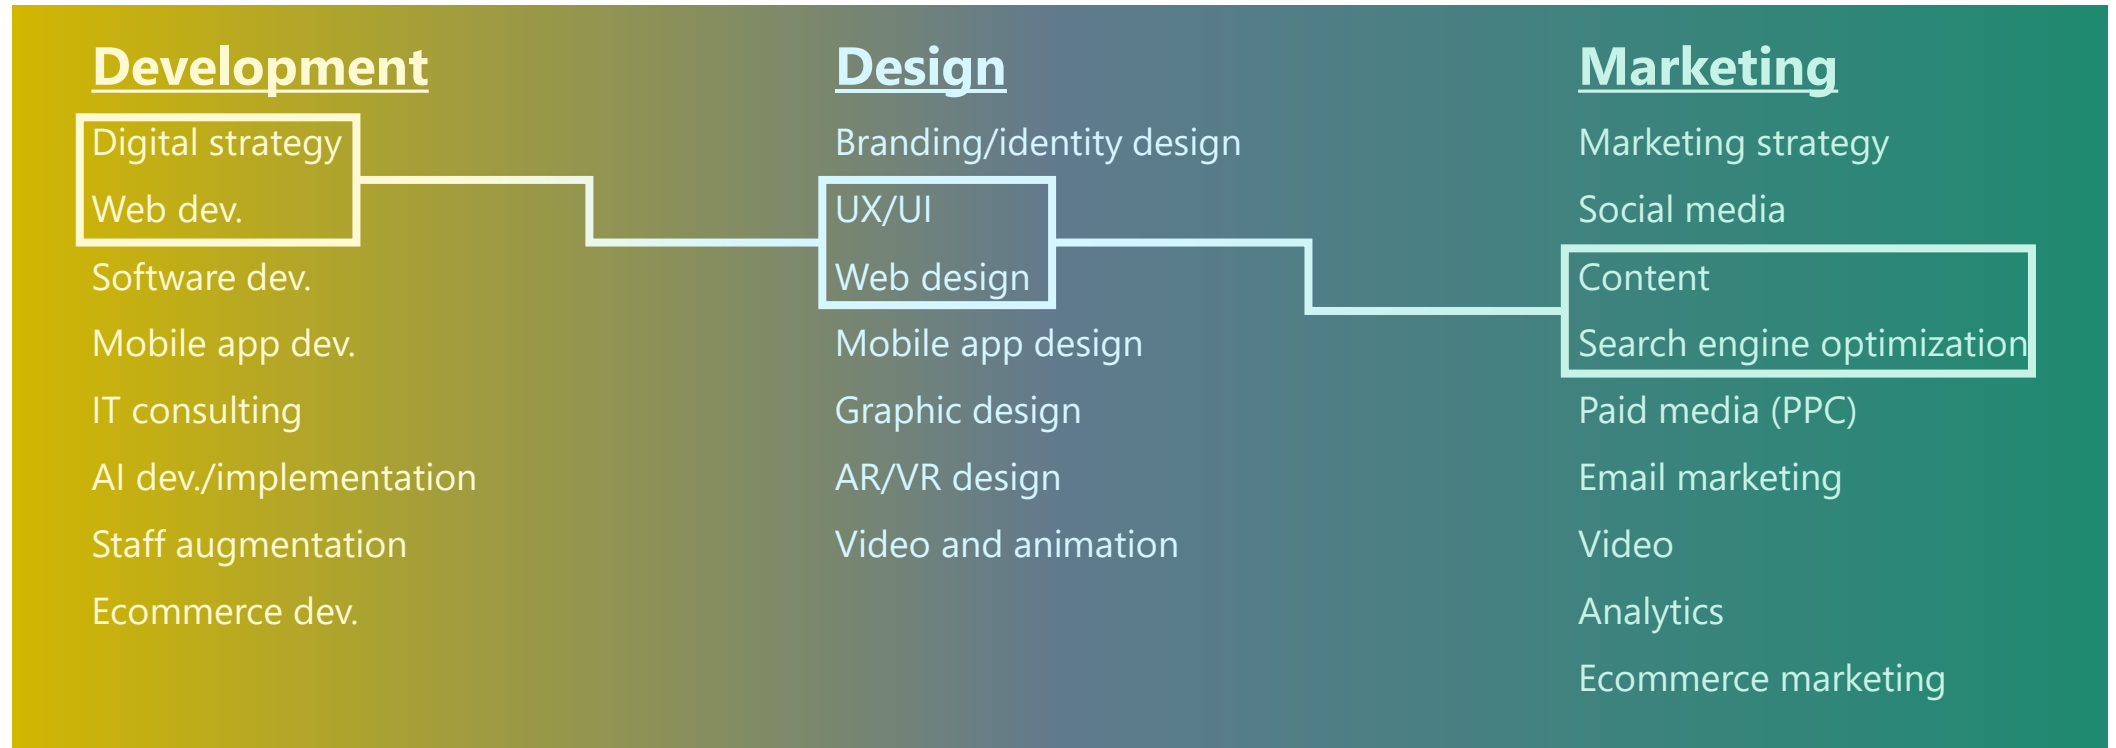 Development
Digital strategy
Web dev.
Software dev.
Mobile app dev.
IT consulting
AI dev./implementation
Staff augmentation
Ecommerce dev.
Design
Branding/identity design
UX/UI
Web design
Mobile app design
Graphic design
AR/VR design
Video and animation
Marketing
Marketing strategy
Social media
Content
Search engine optimization
Paid media (PPC)
Email marketing
Video
Analytics
Ecommerce marketing